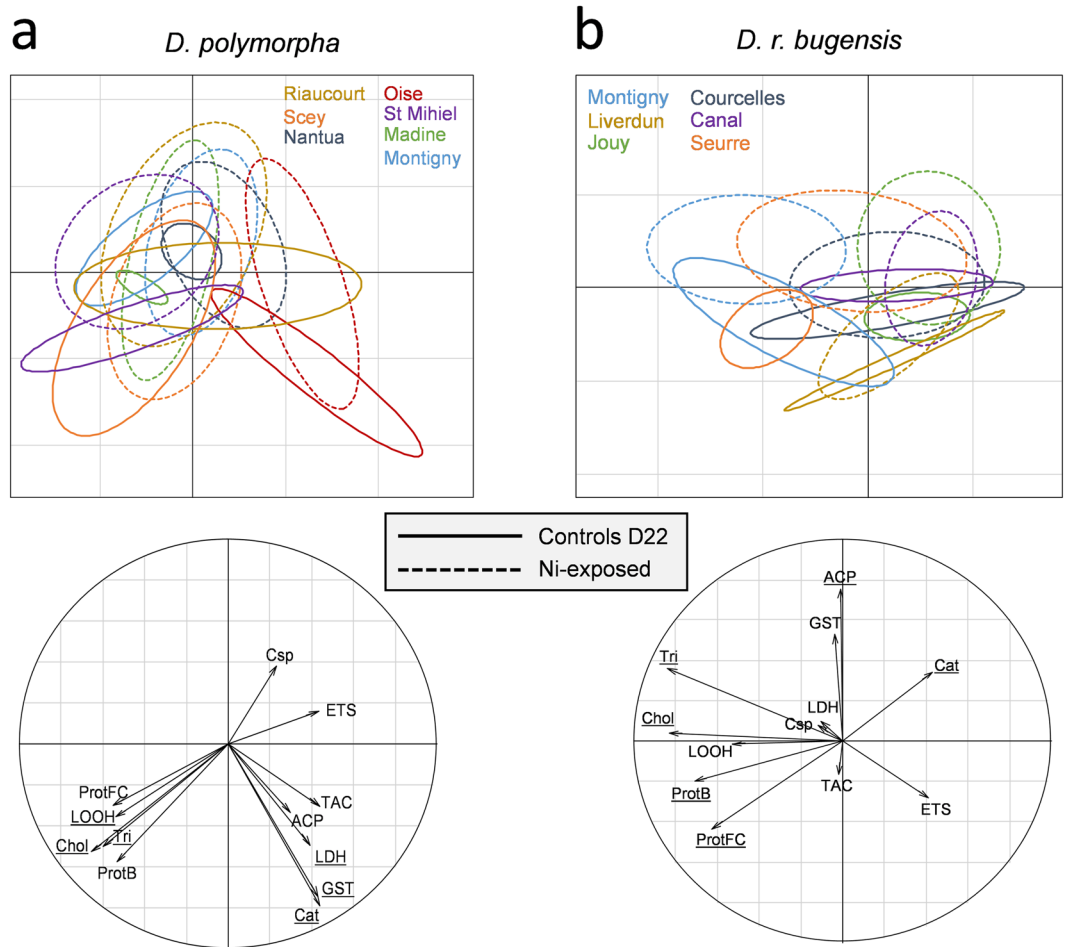 a
D. polymorpha
b
D. r. bugensis
Riaucourt Oise
Scey St Mihiel
Nantua Madine
Montigny
Montigny Courcelles
Liverdun Canal
Jouy Seurre
Controls D22
Ni-exposed
Csp
ETS
ProtFC
TAC
LOOH
ACP
Chol
Tri
LDH
ProtB
GST
Cat
ACP
GST
Tri
Cat
LDH
Chol
Csp
LOOH
TAC
ProtB
ETS
ProtFC